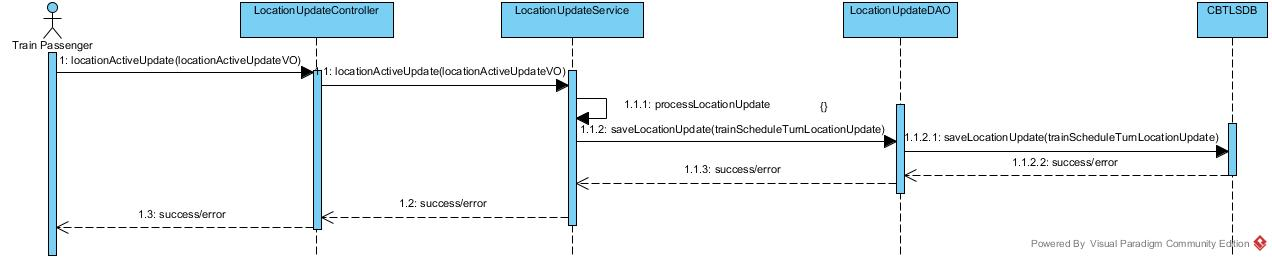 LocationUpdateController
LocationUpdateService
LocationUpdateDAO
CBTLSDB
Train Passenger
1: locationActiveUpdate(locationActiveUpdateVO)
1: locationActiveUpdate(locationActiveUpdateVO)
1.1.1: processLocationUpdate {}
1.1.2: saveLocationUpdate(trainScheduleTurnLocationUpdate)
1.1.2.1: saveLocationUpdate(trainScheduleTurnLocationUpdate)
1.1.2.2: success/error
1.1.3: success/error
1.2: success/error
1.3: success/error
Powered By Visual Paradigm Community Edition